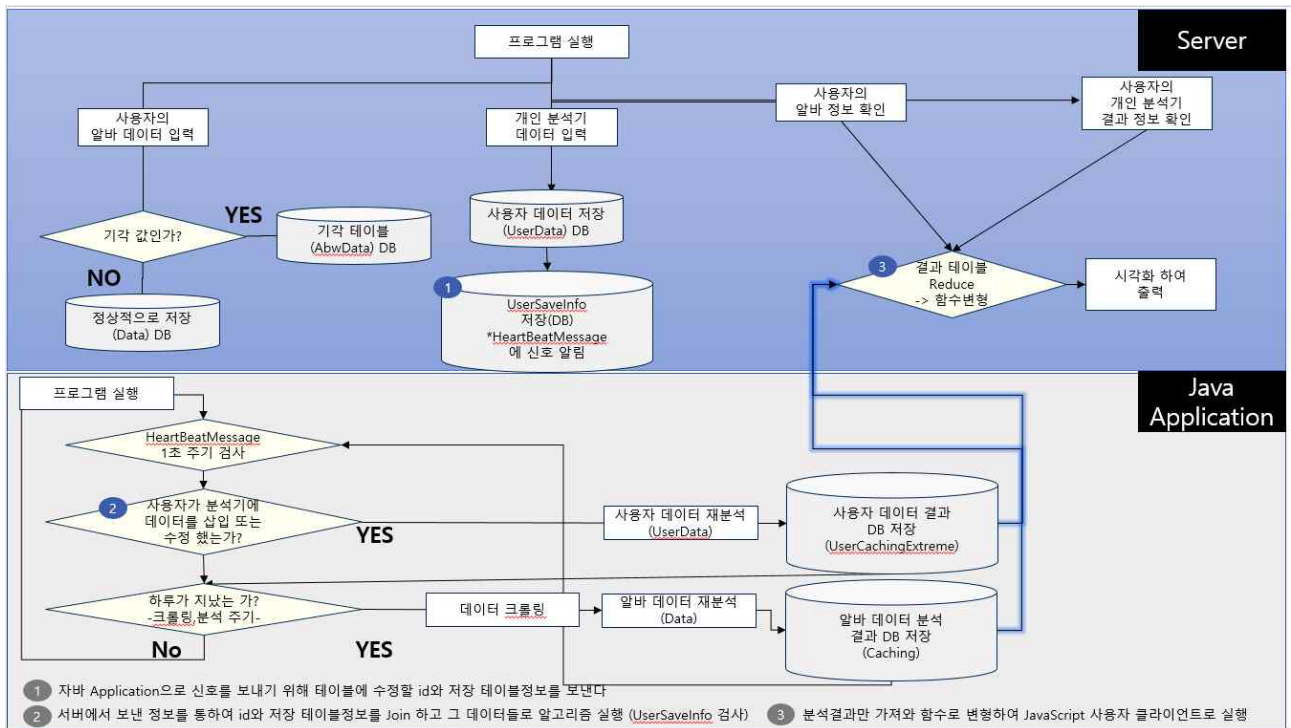 프로그램 실행
Server
사용자의
알바 데이터 입력
개인 분석기
데이터 입력
사용자의
알바 정보 확인
사용자의
개인 분석기
결과 정보 확인
기각 값인가?
YES
기각 테이블
(AbwData) DB
NO
정상적으로 저장
(Data) DB
사용자 데이터 저장
(UserData) DB
1
UserSaveInfo
저장(DB)
*HeartBeatMessage
에 신호 알림
3
결과 테이블
Reduce
-> 함수변형
시각화 하여
출력
Java
Application
프로그램 실행
HeartBeatMessage
1초 주기 검사
2
사용자가 분석기에
데이터를 삽입 또는
수정 했는가?
YES
사용자 데이터 재분석
(UserData)
사용자 데이터 결과
DB 저장
(UserCachingExtreme)
하루가 지났는 가?
-크롤링,분석 주기-
No
YES
데이터 크롤링
알바 데이터 재분석
(Data)
알바 데이터 분석
결과 DB 저장
(Caching)
1 자바 Application으로 신호를 보내기 위해 테이블에 수정할 id와 저장 테이블정보를 보낸다
2 서버에서 보낸 정보를 통하여 id와 저장 테이블정보를 Join 하고 그 데이터들로 알고리즘 실행 (UserSaveInfo 검사)
3 분석결과만 가져와 함수로 변형하여 JavaScript 사용자 클라이언트로 실행